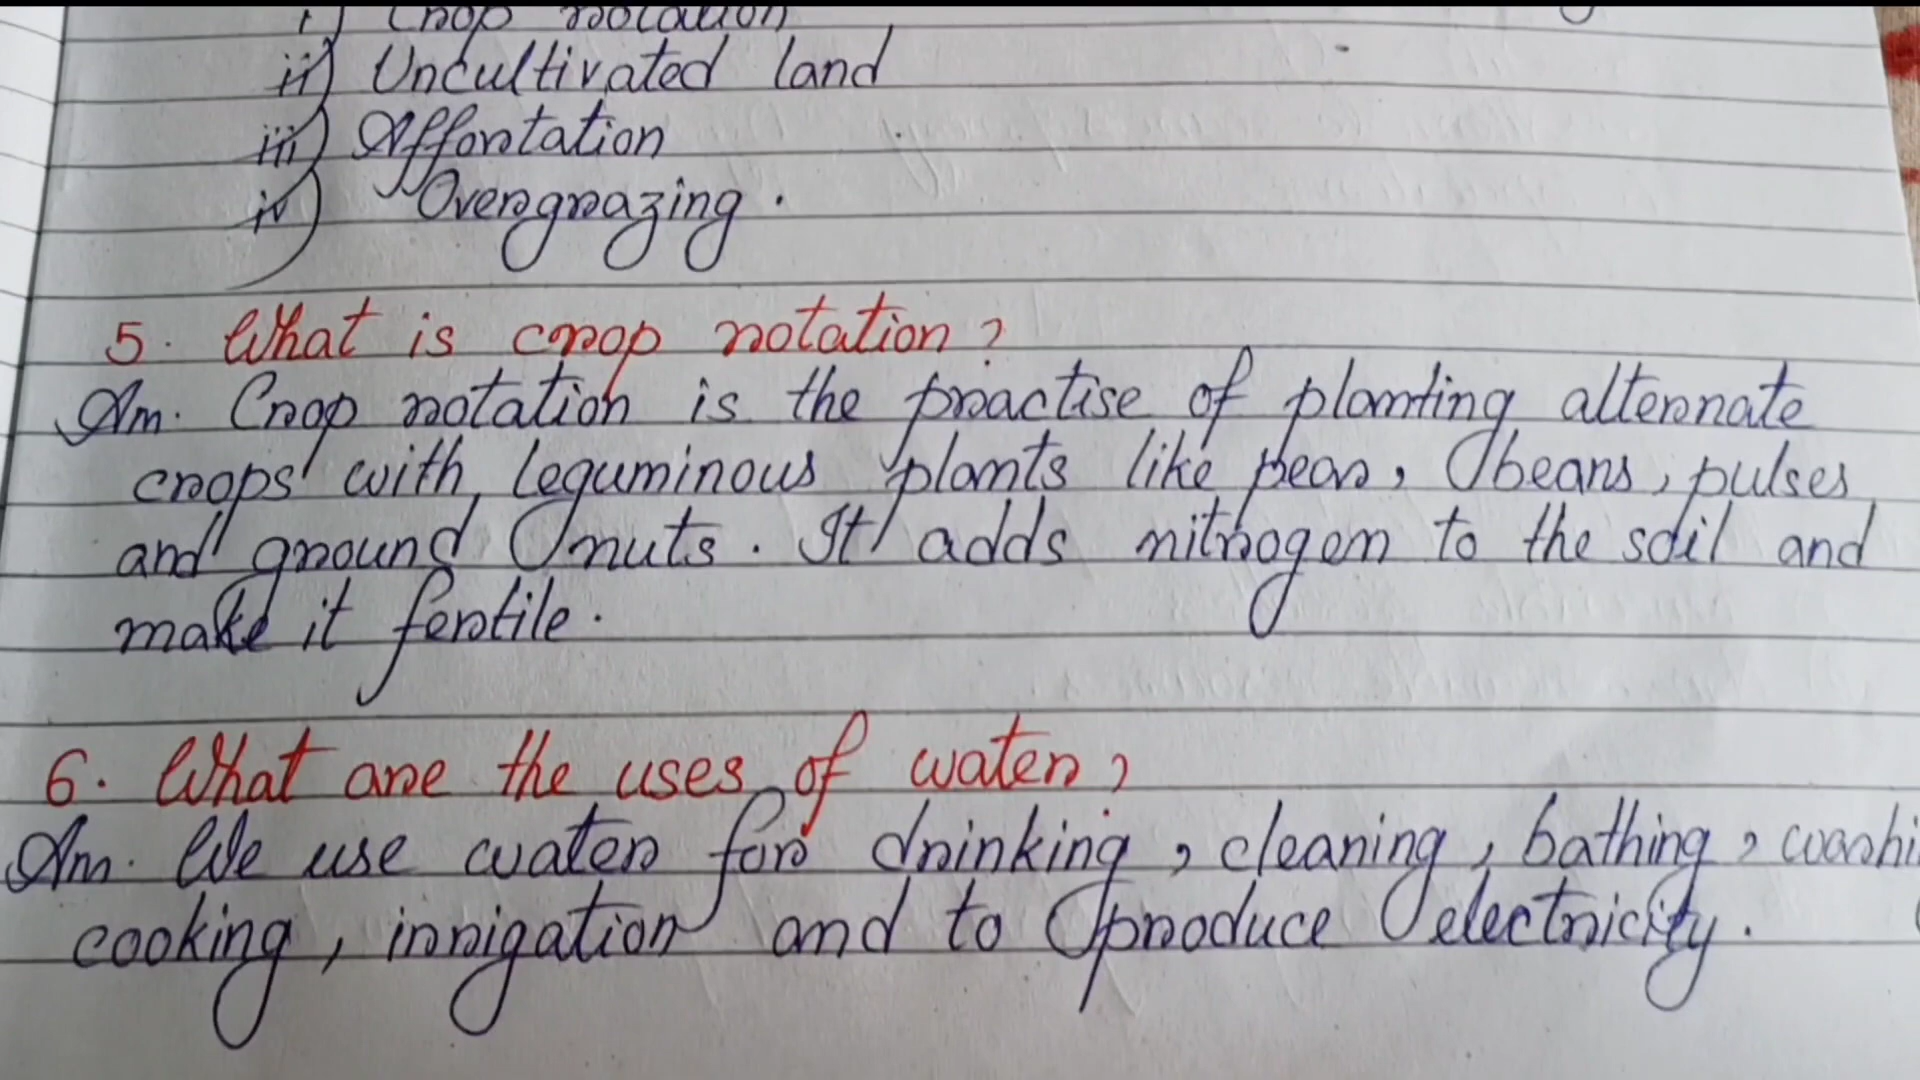 i) Crop rotation
ii) Uncultivated land
iii) Afforstation
iv) Overgrazing.
5. What is crop rotation?
Ans. Crop rotation is the practise of planting alternate
crops with leguminous plants like peas, beans, pulses
and ground nuts. It adds nitrogen to the soil and
make it fertile.
6. What are the uses of water?
Ans. We use water for drinking, cleaning, bathing, washi
cooking, irrigation and to produce electricity.